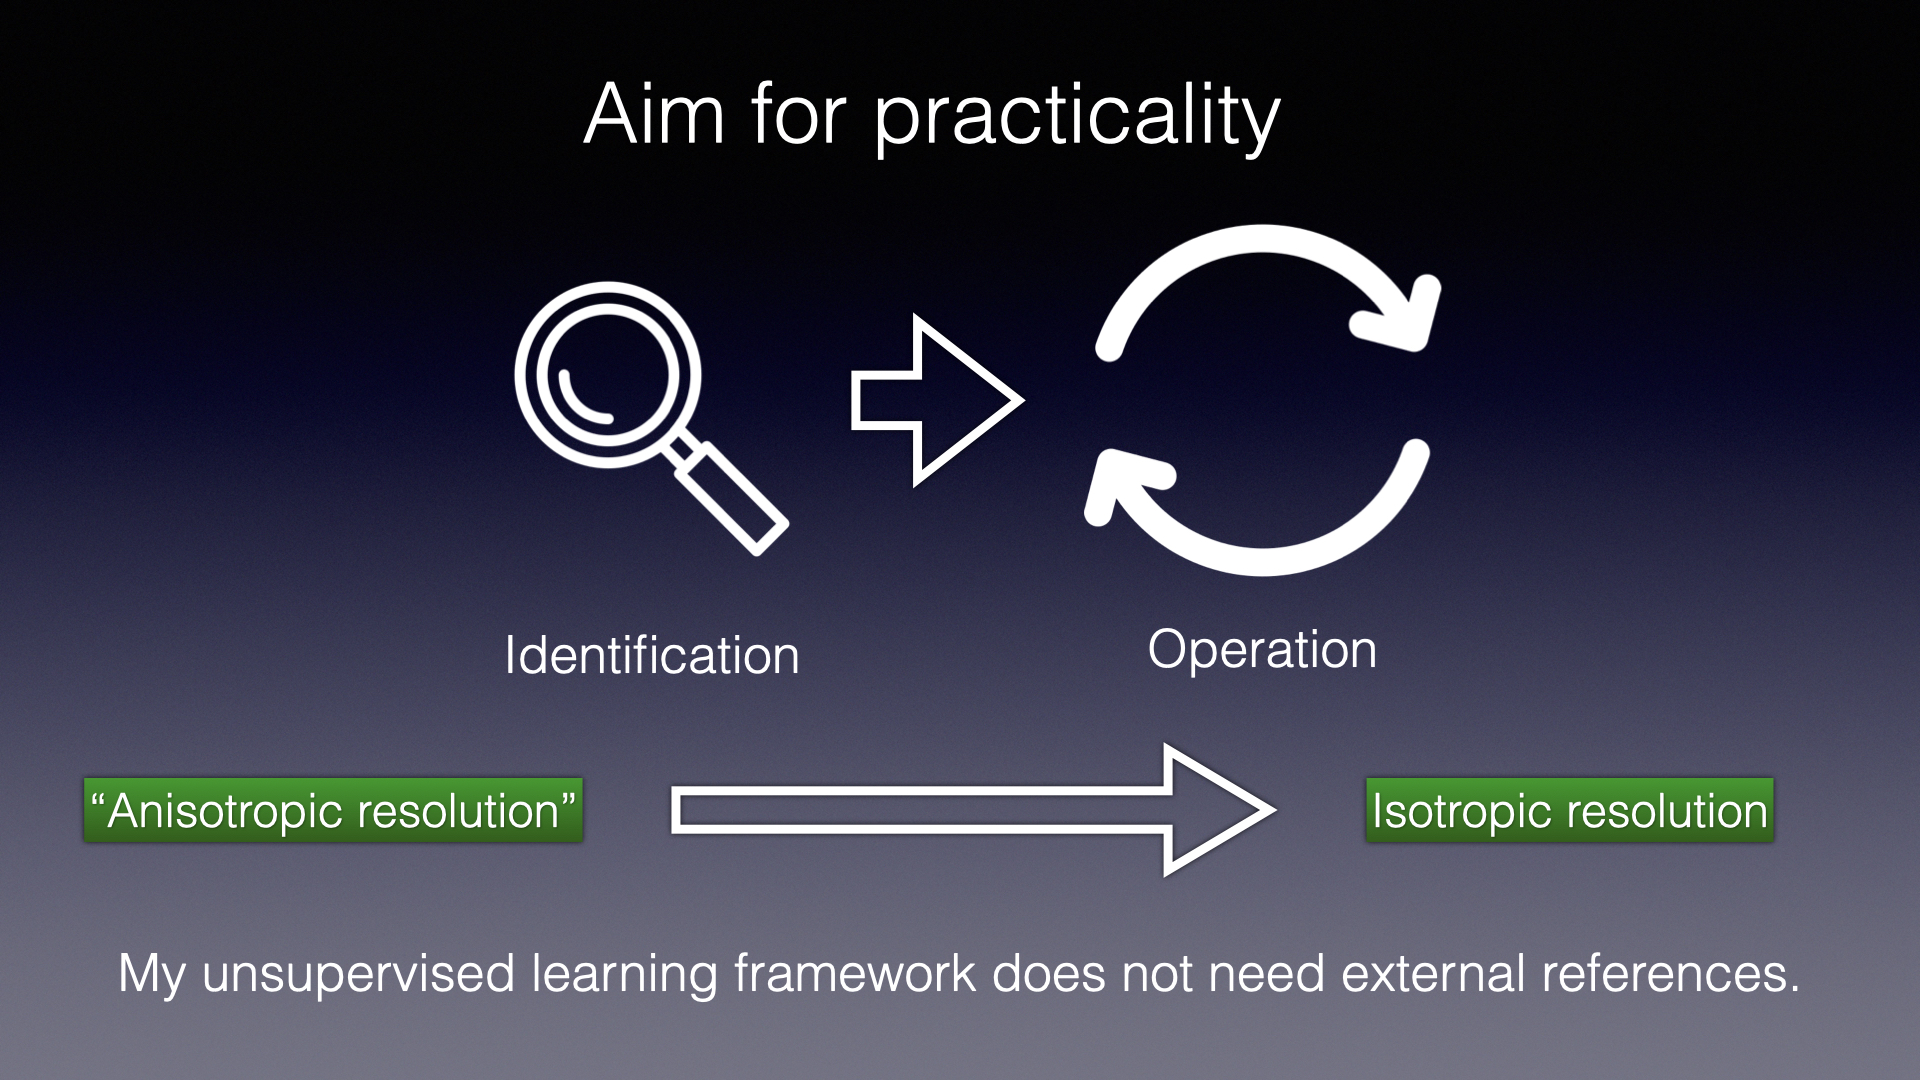 Aim for practicality
Identification
Operation
“Anisotropic resolution”
Isotropic resolution
My unsupervised learning framework does not need external references.